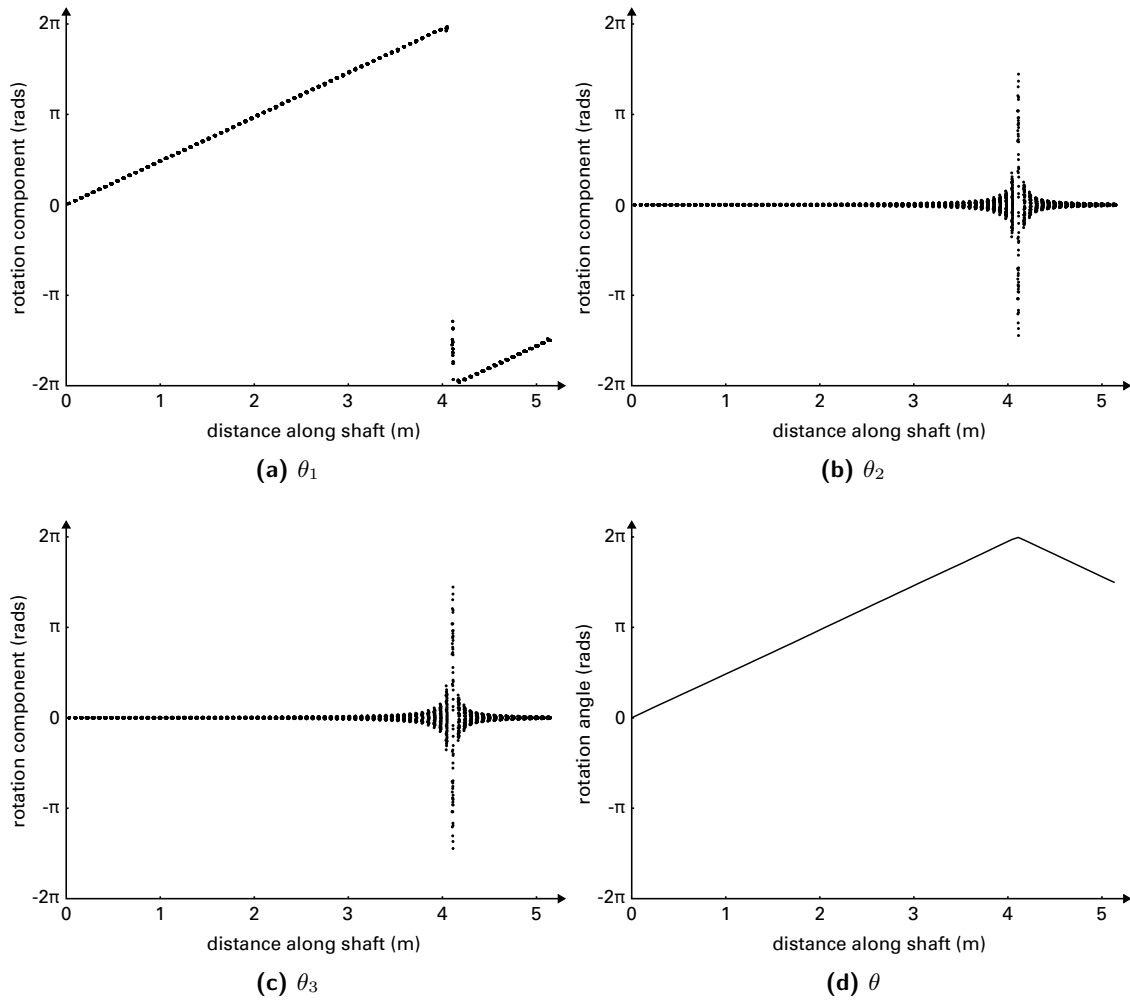 2π
π
0
-π
-2π
rotation component (rads)
0 1 2 3 4 5
distance along shaft (m)
(a) θ₁
2π
π
0
-π
-2π
rotation component (rads)
0 1 2 3 4 5
distance along shaft (m)
(b) θ₂
2π
π
0
-π
-2π
rotation component (rads)
0 1 2 3 4 5
distance along shaft (m)
(c) θ₃
2π
π
0
-π
-2π
rotation angle (rads)
0 1 2 3 4 5
distance along shaft (m)
(d) θ